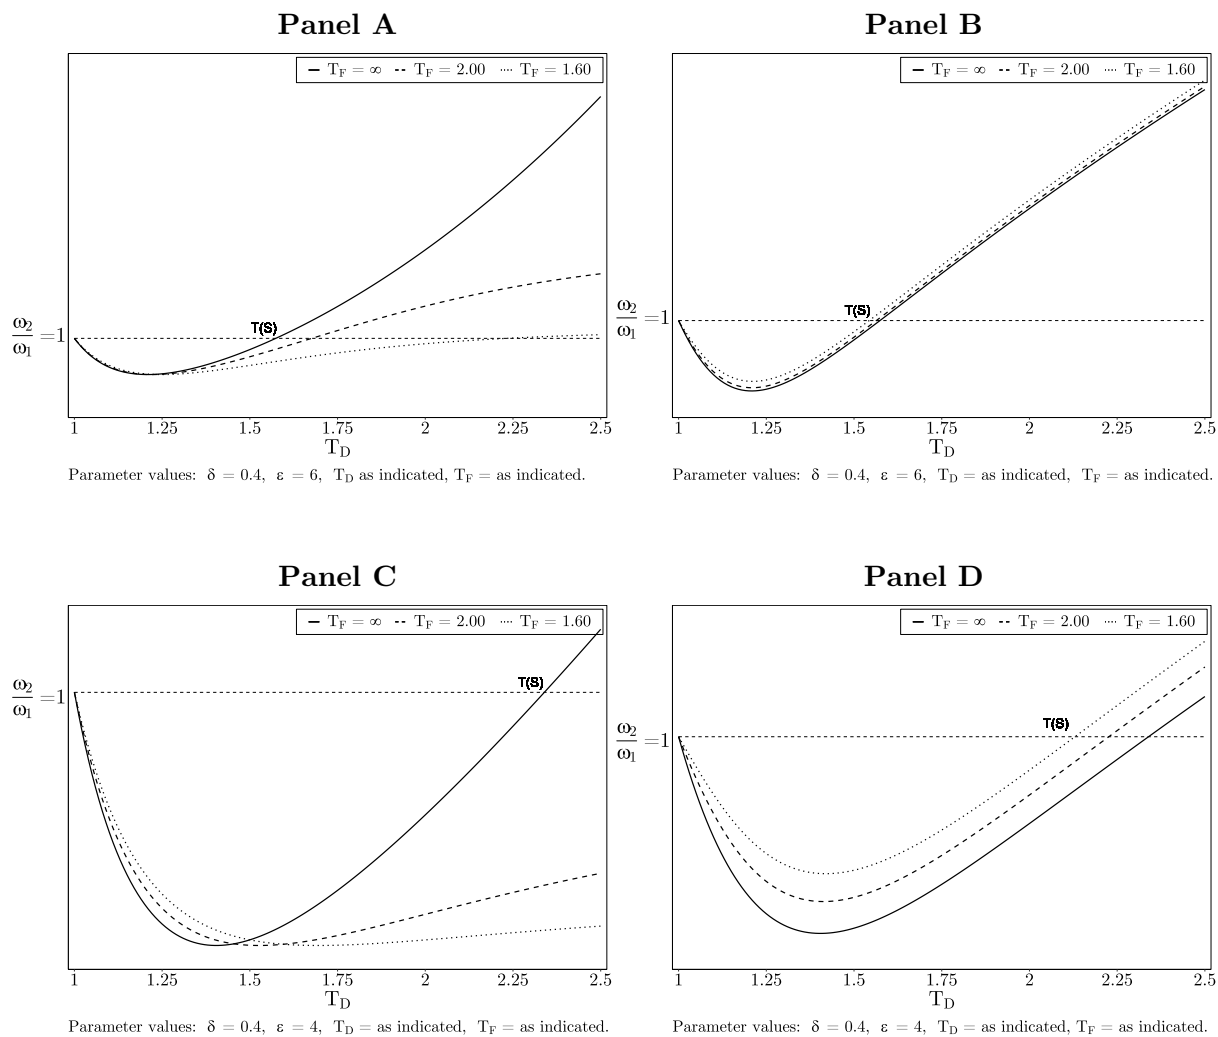 Panel A
T_F = ∞ T_F = 2.00 T_F = 1.60
T(S)
ω₂/ω₁ =1
1 1.25 1.5 1.75 2 2.25 2.5
T_D
Parameter values: δ = 0.4, ε = 6, T_D as indicated, T_F = as indicated.
Panel B
T_F = ∞ T_F = 2.00 T_F = 1.60
T(S)
ω₂/ω₁ =1
1 1.25 1.5 1.75 2 2.25 2.5
T_D
Parameter values: δ = 0.4, ε = 6, T_D as indicated, T_F = as indicated.
Panel C
T_F = ∞ T_F = 2.00 T_F = 1.60
T(S)
ω₂/ω₁ =1
1 1.25 1.5 1.75 2 2.25 2.5
T_D
Parameter values: δ = 0.4, ε = 4, T_D = as indicated, T_F = as indicated.
Panel D
T_F = ∞ T_F = 2.00 T_F = 1.60
T(S)
ω₂/ω₁ =1
1 1.25 1.5 1.75 2 2.25 2.5
T_D
Parameter values: δ = 0.4, ε = 4, T_D = as indicated, T_F = as indicated.